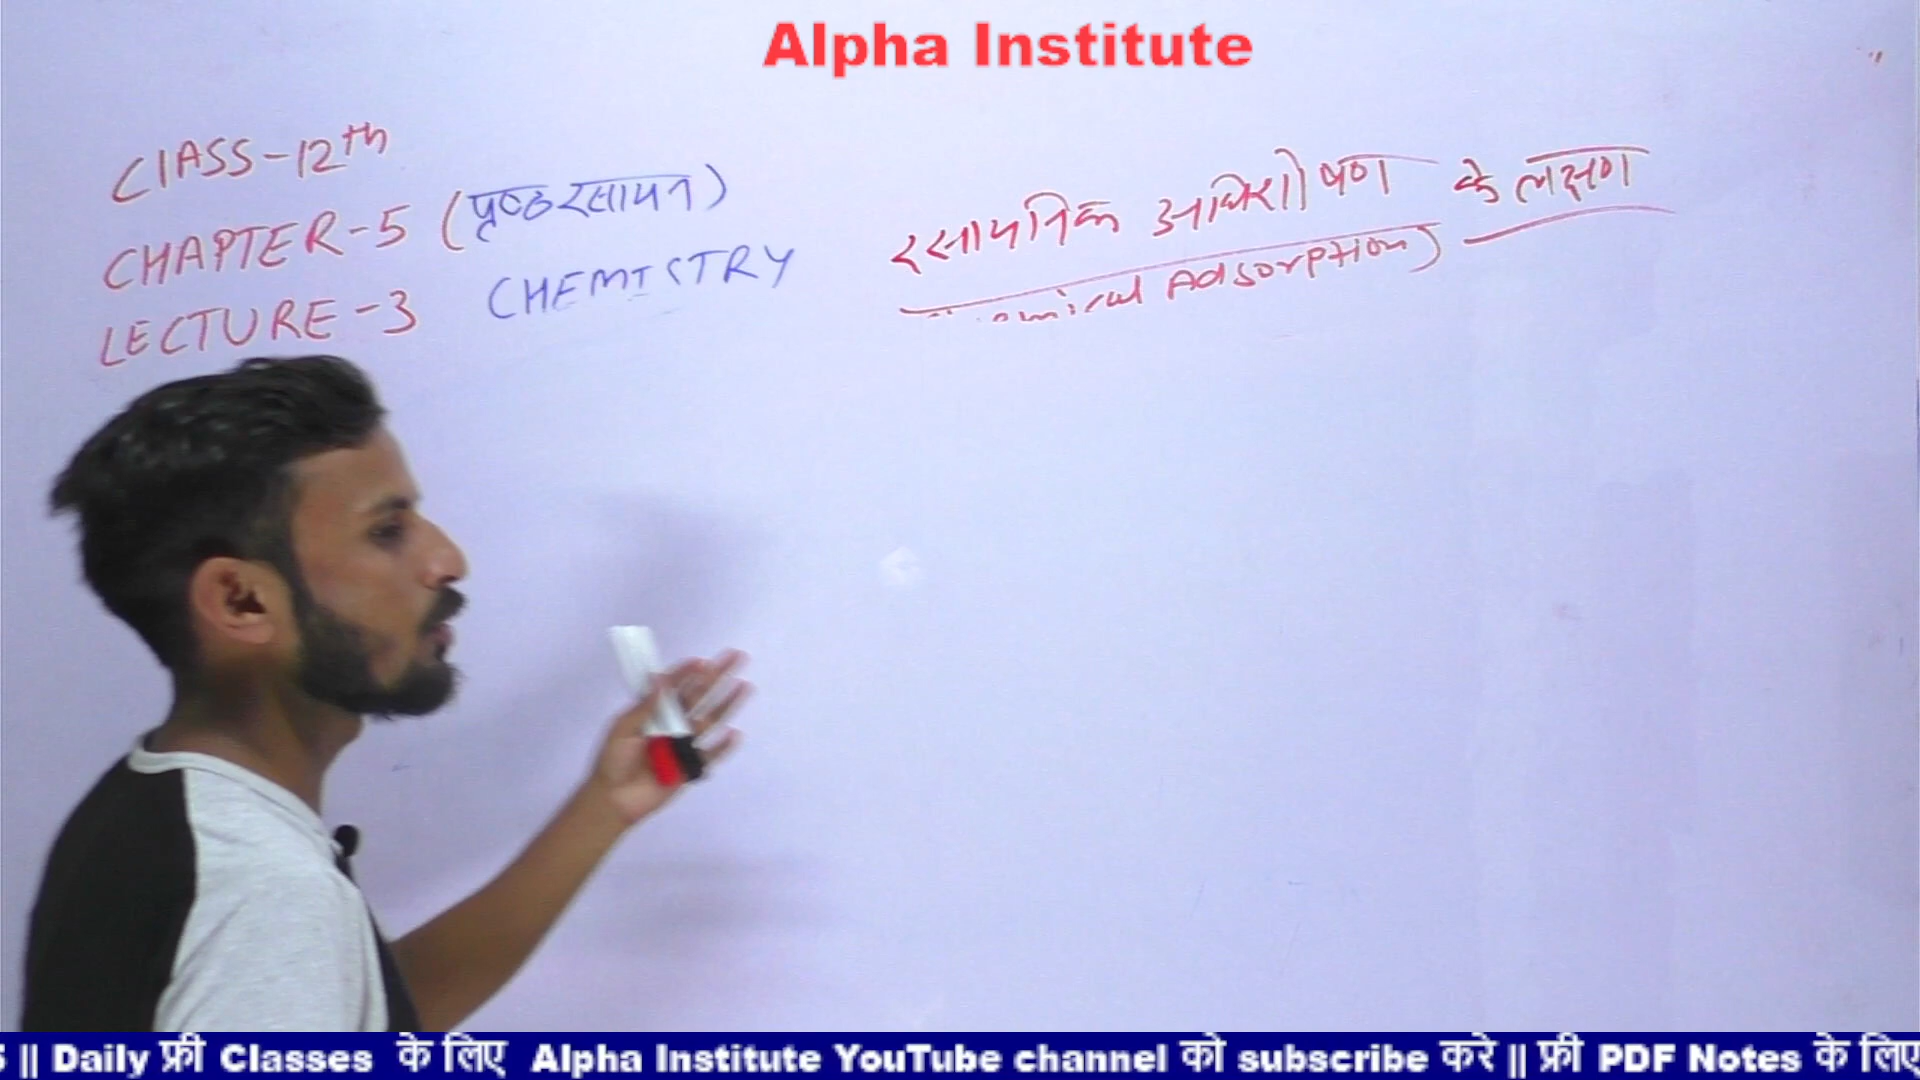 Alpha Institute
CLASS-12th
CHAPTER-5 (पृष्ठ रसायन)
LECTURE-3 CHEMISTRY
रसायनिक अधिशोषण के लक्षण
Adsorption)
|| Daily फ्री Classes के लिए Alpha Institute YouTube channel को subscribe करे || फ्री PDF Notes के लिए